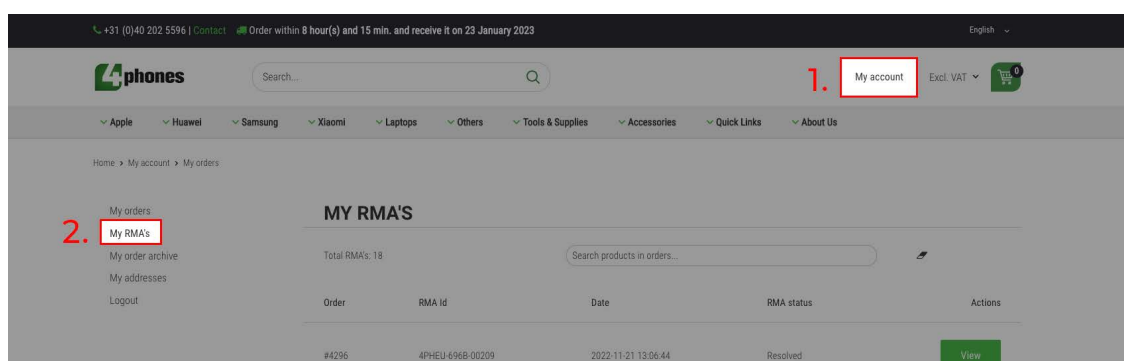 +31 (0)40 202 5596 | Contact Order within 8 hour(s) and 15 min. and receive it on 23 January 2023 English
4phones Search... 1. My account Excl. VAT 0
Apple Huawei Samsung Xiaomi Laptops Others Tools & Supplies Accessories Quick Links About Us
Home > My account > My orders
My orders
MY RMA'S
2. My RMA's
My order archive
Total RMA's: 18 Search products in orders...
My addresses
Logout
Order RMA Id Date RMA status Actions
#4296 4PHEU-696B-00209 2022-11-21 13:06:44 Resolved View